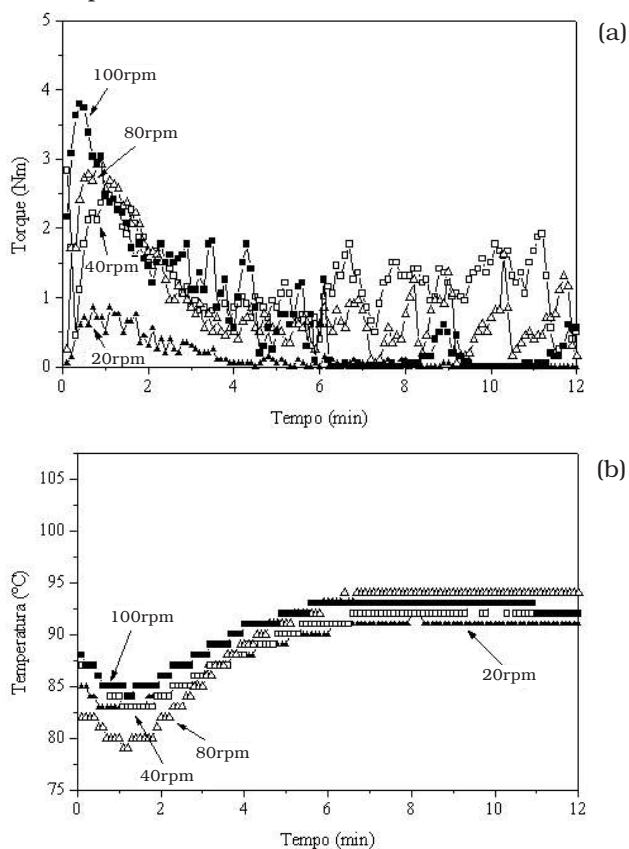 (a)
5
4
3
2
1
0
Torque (Nm)
100rpm
80rpm
40rpm
20rpm
0 2 4 6 8 10 12
Tempo (min)
(b)
105
100
95
90
85
80
75
Temperatura (°C)
100rpm
20rpm
80rpm
40rpm
0 2 4 6 8 10 12
Tempo (min)